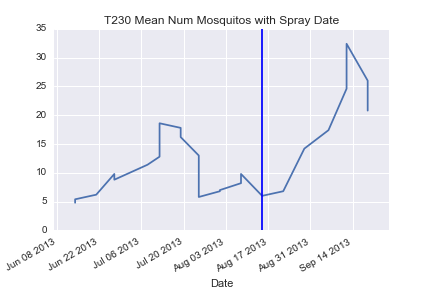 T230 Mean Num Mosquitos with Spray Date
35
30
25
20
15
10
5
0
Jun 08 2013
Jun 22 2013
Jul 06 2013
Jul 20 2013
Aug 03 2013
Aug 17 2013
Aug 31 2013
Sep 14 2013
Date